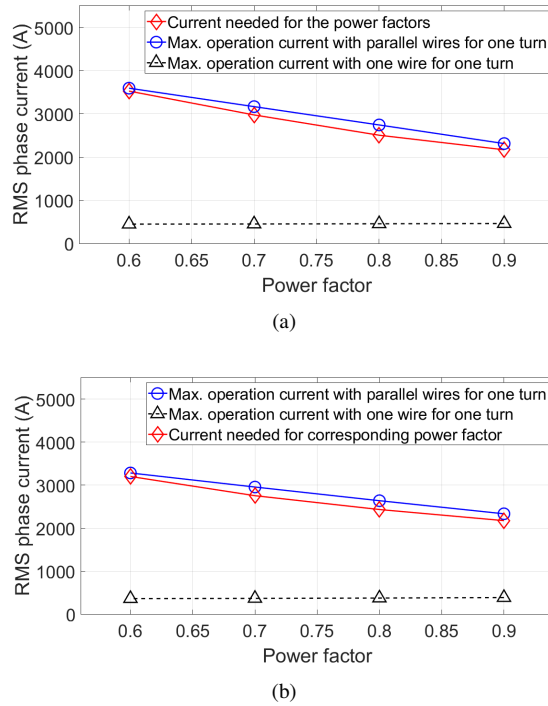 Current needed for the power factors
Max. operation current with parallel wires for one turn
Max. operation current with one wire for one turn
RMS phase current (A)
5000
4000
3000
2000
1000
0
0.6 0.65 0.7 0.75 0.8 0.85 0.9
Power factor
(a)
Max. operation current with parallel wires for one turn
Max. operation current with one wire for one turn
Current needed for corresponding power factor
RMS phase current (A)
5000
4000
3000
2000
1000
0
0.6 0.65 0.7 0.75 0.8 0.85 0.9
Power factor
(b)